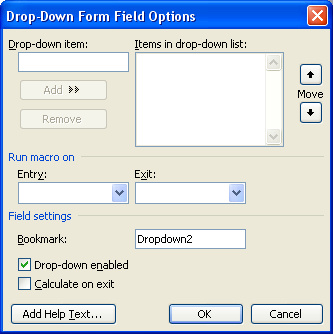 Drop-Down Form Field Options
Drop-down item:
Items in drop-down list:
Add
Remove
Move
Run macro on
Entry:
Exit:
Field settings
Bookmark:
Dropdown2
Drop-down enabled
Calculate on exit
Add Help Text...
OK
Cancel